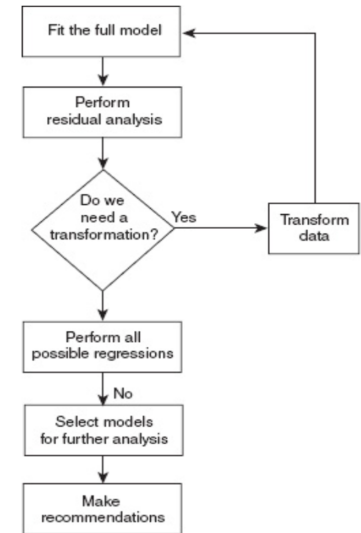 Fit the full model
Perform
residual analysis
Do we
need a
transformation?
Yes
Transform
data
Perform all
possible regressions
No
Select models
for further analysis
Make
recommendations